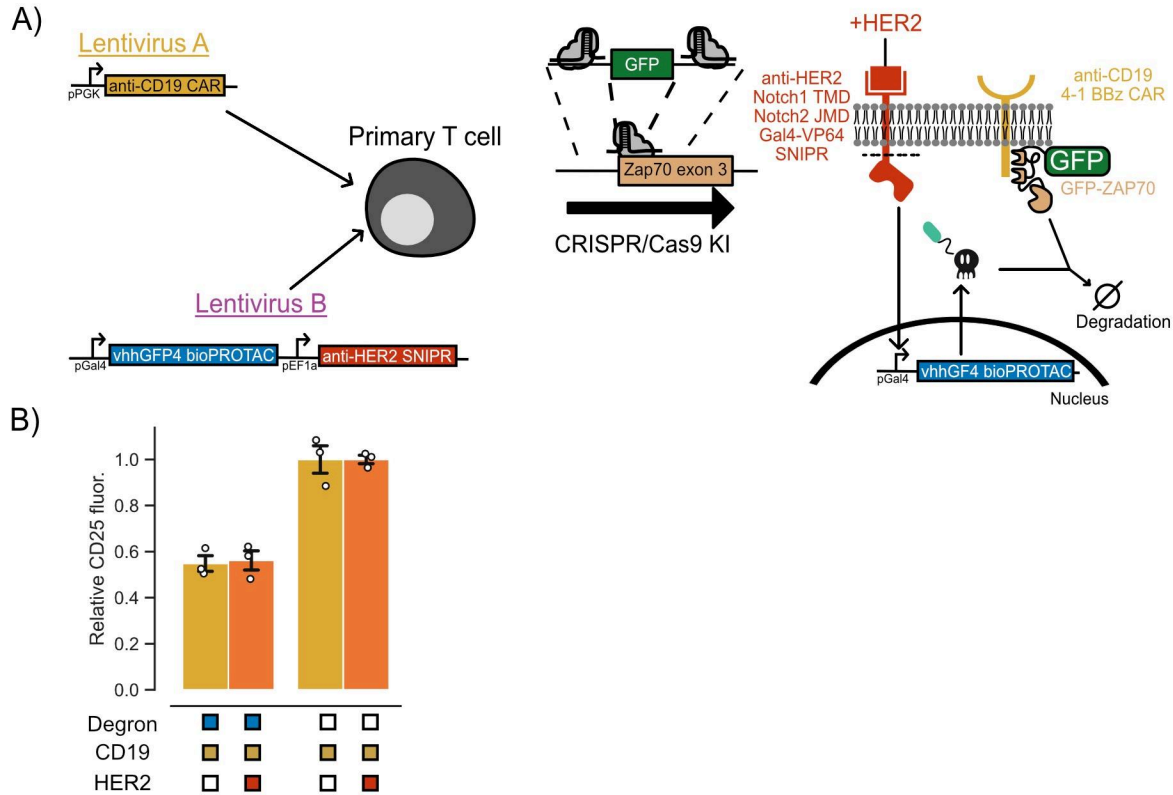 A)
Lentivirus A
pPGK
anti-CD19 CAR
Primary T cell
Lentivirus B
pGal4
vhhGFP4 bioPROTAC
pEF1a
anti-HER2 SNIPR
GFP
Zap70 exon 3
CRISPR/Cas9 KI
+HER2
anti-HER2
Notch1 TMD
Notch2 JMD
Gal4-VP64
SNIPR
anti-CD19
4-1 BBz CAR
GFP
GFP-ZAP70
Degradation
pGal4
vhhGF4 bioPROTAC
Nucleus
B)
Relative CD25 fluor.
1.0
0.8
0.6
0.4
0.2
0.0
Degron
CD19
HER2